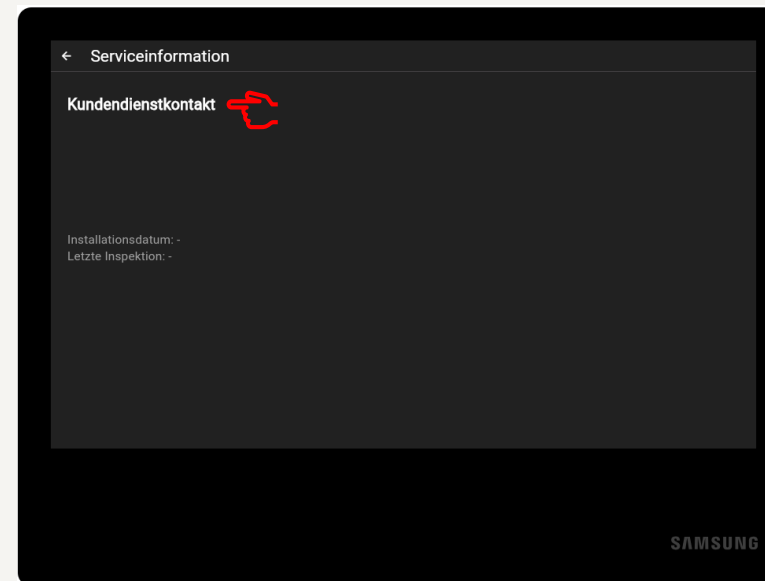 Serviceinformation
Kundendienstkontakt
Installationsdatum: -
Letzte Inspektion: -
SAMSUNG